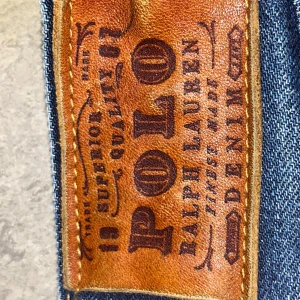 TRADE MARK
19 SUPERIOR QUALITY 67
POLO
RALPH LAUREN
FINEST MADE
DENIM